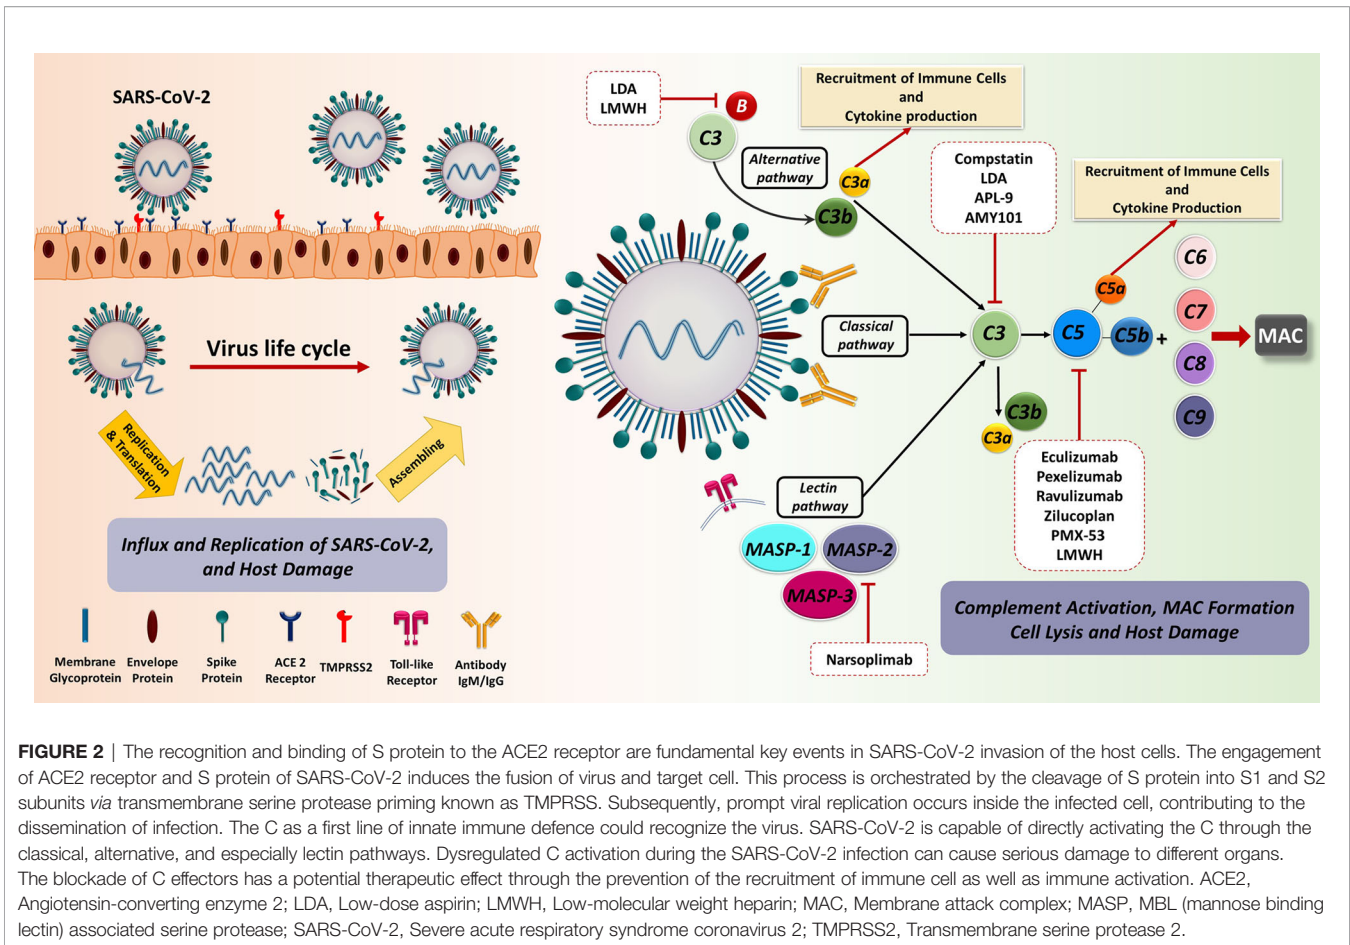 SARS-CoV-2
Virus life cycle
Replication
& Translation
Assembling
Influx and Replication of SARS-CoV-2,
and Host Damage
Membrane
Glycoprotein
Envelope
Protein
Spike
Protein
ACE 2
Receptor
TMPRSS2
Toll-like
Receptor
Antibody
IgM/IgG
LDA
LMWH
B
C3
Alternative
pathway
C3a
C3b
Recruitment of Immune Cells
and
Cytokine production
Compstatin
LDA
APL-9
AMY101
Recruitment of Immune Cells
and
Cytokine Production
Classical
pathway
C3
C5
C5a
C5b
+
C6
C7
C8
C9
MAC
C3b
C3a
Lectin
pathway
MASP-1
MASP-2
MASP-3
Narsoplimab
Eculizumab
Pexelizumab
Ravulizumab
Zilucoplan
PMX-53
LMWH
Complement Activation, MAC Formation
Cell Lysis and Host Damage
FIGURE 2 | The recognition and binding of S protein to the ACE2 receptor are fundamental key events in SARS-CoV-2 invasion of the host cells. The engagement
of ACE2 receptor and S protein of SARS-CoV-2 induces the fusion of virus and target cell. This process is orchestrated by the cleavage of S protein into S1 and S2
subunits via transmembrane serine protease priming known as TMPRSS. Subsequently, prompt viral replication occurs inside the infected cell, contributing to the
dissemination of infection. The C as a first line of innate immune defence could recognize the virus. SARS-CoV-2 is capable of directly activating the C through the
classical, alternative, and especially lectin pathways. Dysregulated C activation during the SARS-CoV-2 infection can cause serious damage to different organs.
The blockade of C effectors has a potential therapeutic effect through the prevention of the recruitment of immune cell as well as immune activation. ACE2,
Angiotensin-converting enzyme 2; LDA, Low-dose aspirin; LMWH, Low-molecular weight heparin; MAC, Membrane attack complex; MASP, MBL (mannose binding
lectin) associated serine protease; SARS-CoV-2, Severe acute respiratory syndrome coronavirus 2; TMPRSS2, Transmembrane serine protease 2.